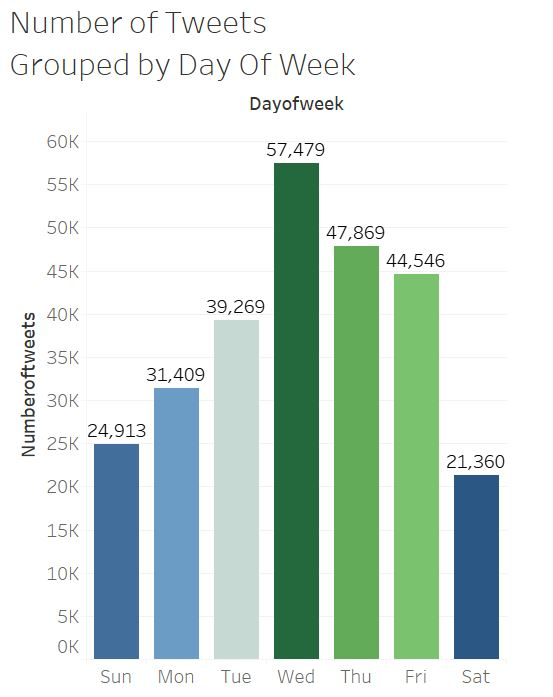 Number of Tweets
Grouped by Day Of Week
Dayofweek
Numberoftweets
60K
55K
50K
45K
40K
35K
30K
25K
20K
15K
10K
5K
0K
24,913
31,409
39,269
57,479
47,869
44,546
21,360
Sun Mon Tue Wed Thu Fri Sat